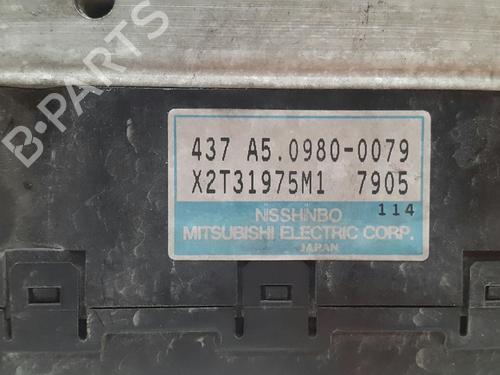 B-PARTS
437 A5.0980-0079
X2T31975M1 7905
114
NISSHINBO
MITSUBISHI ELECTRIC CORP.
JAPAN